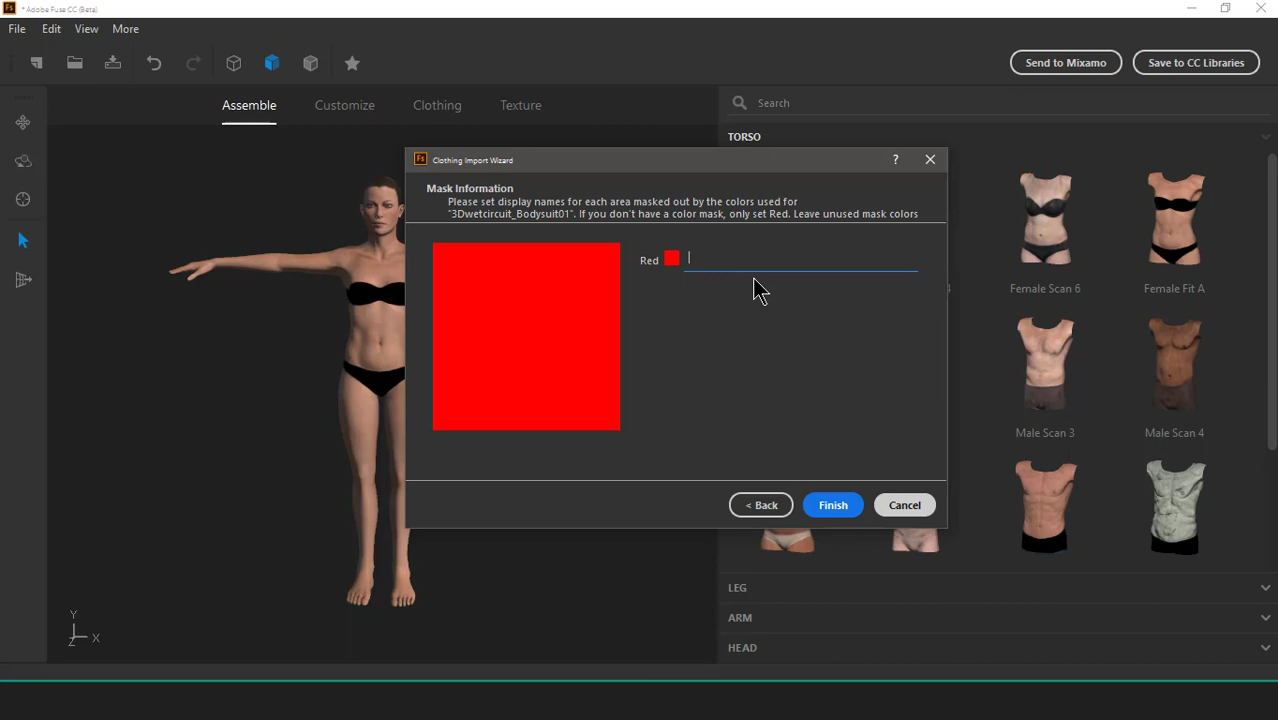 Fs * Adobe Fuse CC (Beta)
File Edit View More
Send to Mixamo Save to CC Libraries
Assemble Customize Clothing Texture
Search
TORSO
Fs Clothing Import Wizard ?
Mask Information
Please set display names for each area masked out by the colors used for
"3Dwetcircuit_Bodysuit01". If you don't have a color mask, only set Red. Leave unused mask colors
Red
< Back Finish Cancel
Female Scan 6 Female Fit A
Male Scan 3 Male Scan 4
LEG
ARM
HEAD
Y
Z X